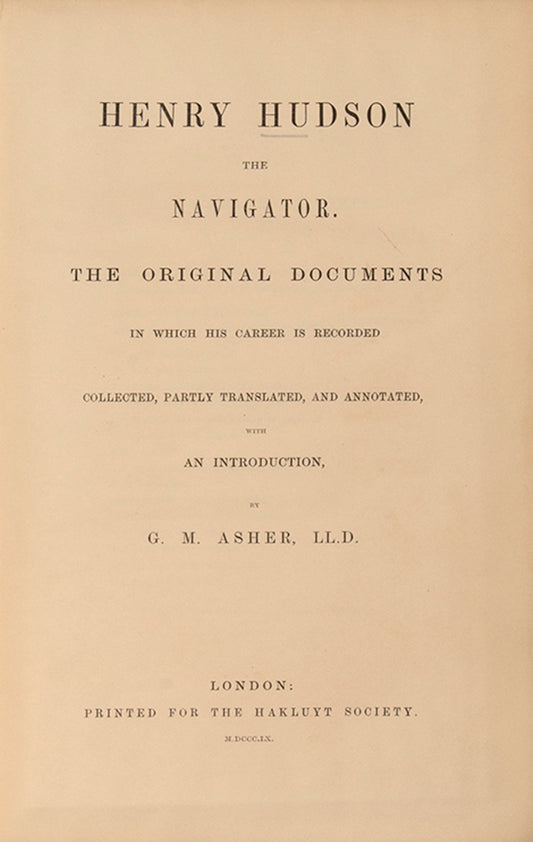 HENRY HUDSON
THE
NAVIGATOR.
THE ORIGINAL DOCUMENTS
IN WHICH HIS CAREER IS RECORDED
COLLECTED, PARTLY TRANSLATED, AND ANNOTATED,
WITH
AN INTRODUCTION,
BY
G. M. ASHER, LL.D.
LONDON:
PRINTED FOR THE HAKLUYT SOCIETY.
M.DCCC.LX.